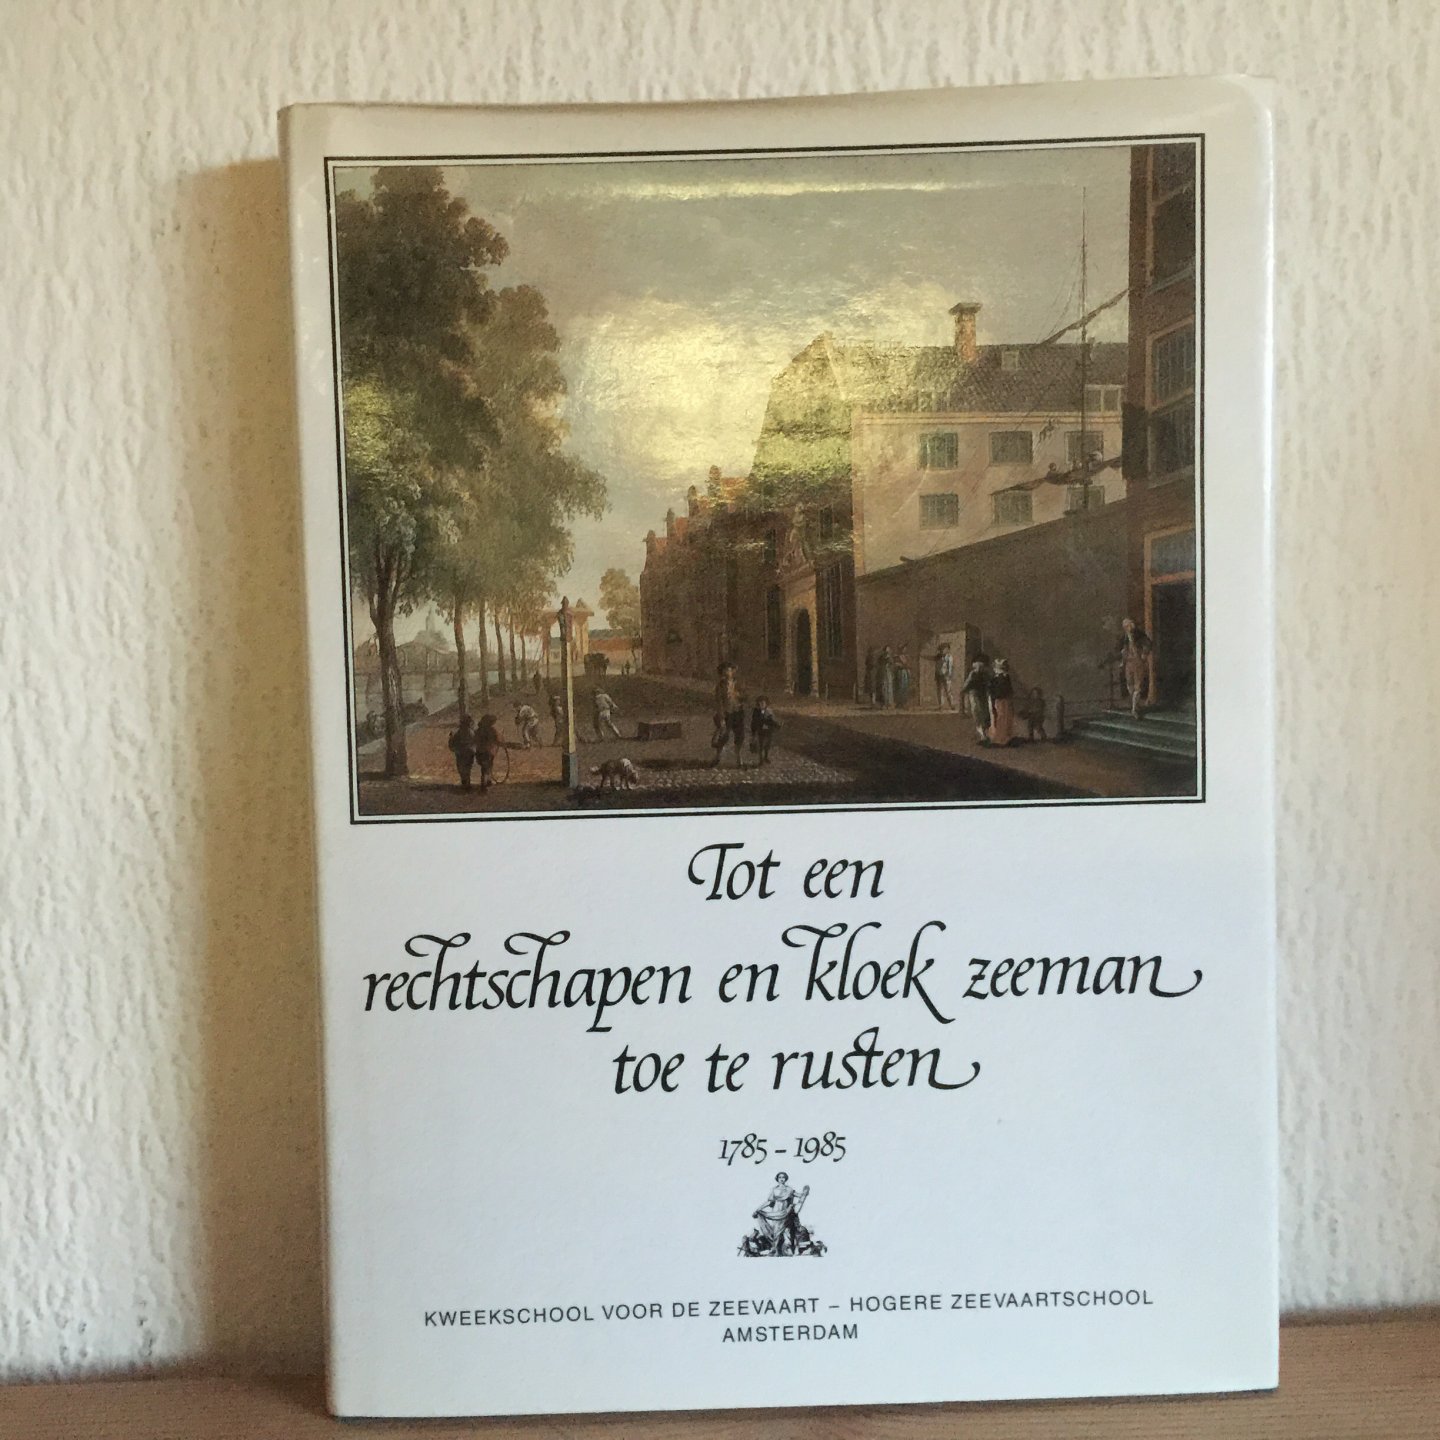 Tot een
rechtschapen en kloek zeeman
toe te rusten
1785 - 1985
KWEEKSCHOOL VOOR DE ZEEVAART – HOGERE ZEEVAARTSCHOOL
AMSTERDAM